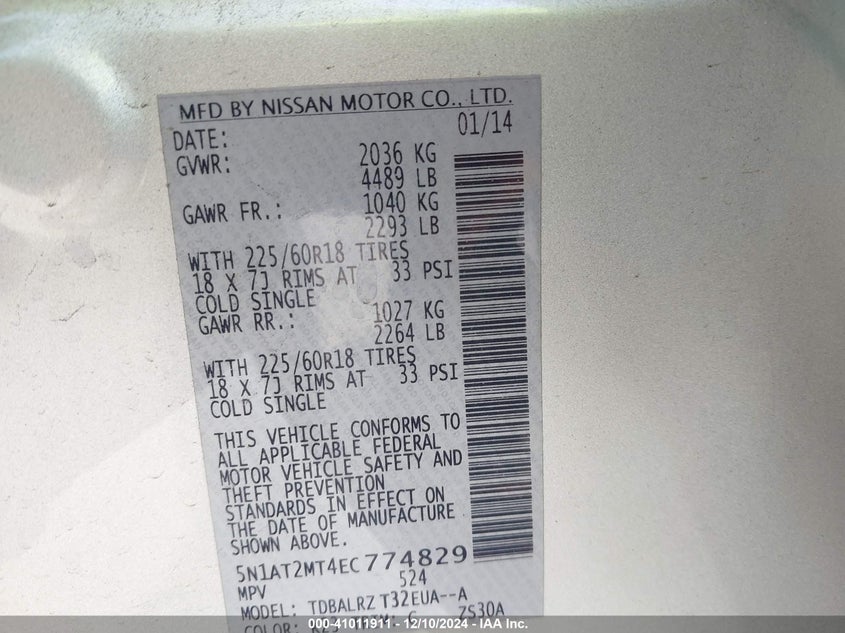 MFD BY NISSAN MOTOR CO., LTD.
DATE: 01/14
GVWR: 2036 KG
4489 LB
GAWR FR.: 1040 KG
2293 LB
WITH 225/60R18 TIRES
18 X 7J RIMS AT 33 PSI
COLD SINGLE
GAWR RR.: 1027 KG
2264 LB
WITH 225/60R18 TIRES
18 X 7J RIMS AT 33 PSI
COLD SINGLE
THIS VEHICLE CONFORMS TO
ALL APPLICABLE FEDERAL
MOTOR VEHICLE SAFETY AND
THEFT PREVENTION
STANDARDS IN EFFECT ON
THE DATE OF MANUFACTURE
SHOWN ABOVE.
5N1AT2MT4EC774829
MPV 524
MODEL: TDBALRZ T32EUA--A
COLOR: ZS30A
000-41011911 - 12/10/2024 - IAA Inc.